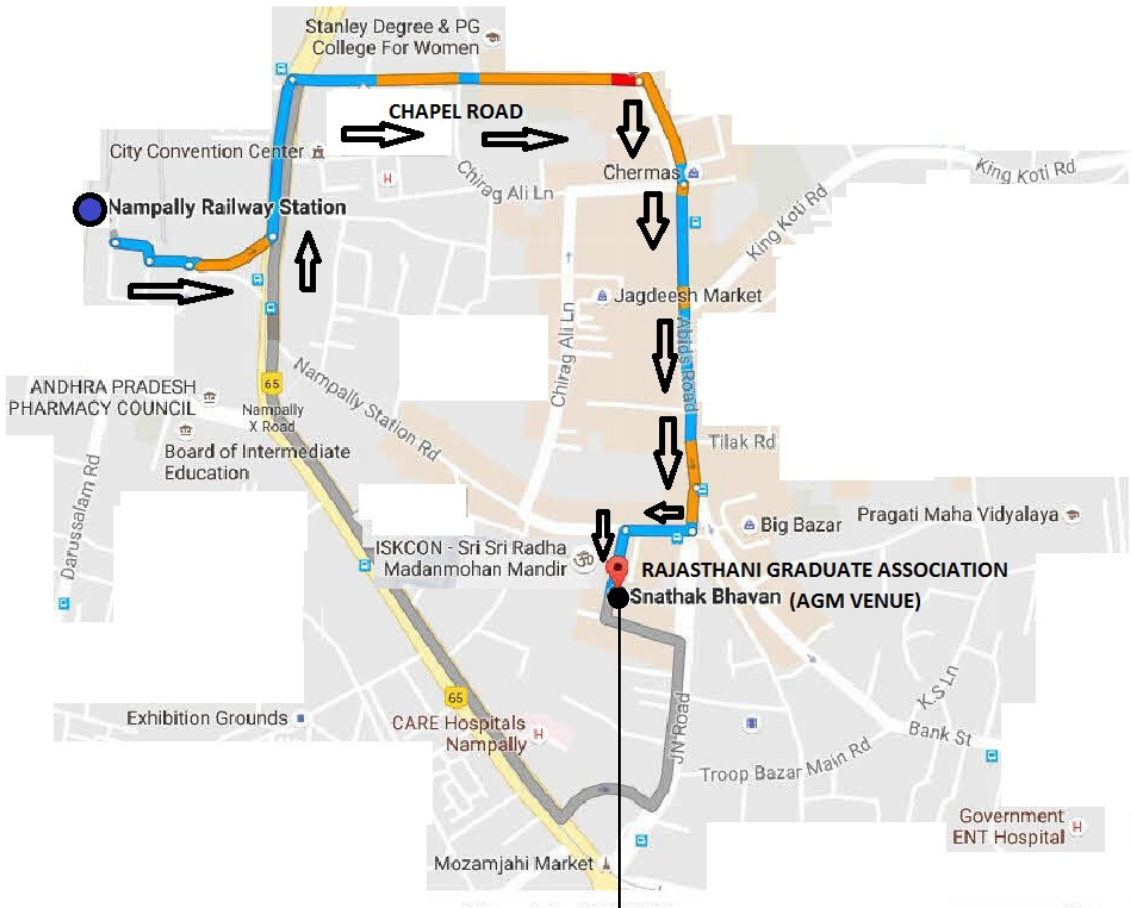 Stanley Degree & PG
College For Women
CHAPEL ROAD
City Convention Center
H
Chirag Ali Ln
Chermas
King Koti Rd
King Koti Rd
Nampally Railway Station
Jagdeesh Market
Chirag Ali Ln
Abids Road
65
Nampally
X Road
Nampally Station Rd
ANDHRA PRADESH
PHARMACY COUNCIL
Board of Intermediate
Education
Darussalam Rd
Tilak Rd
Big Bazar
Pragati Maha Vidyalaya
ISKCON - Sri Sri Radha
Madanmohan Mandir
ॐ
RAJASTHANI GRADUATE ASSOCIATION
Snathak Bhavan (AGM VENUE)
65
Exhibition Grounds
CARE Hospitals
Nampally
H
JN Road
K.S Ln
Bank St
Troop Bazar Main Rd
Government
ENT Hospital
H
Mozamjahi Market